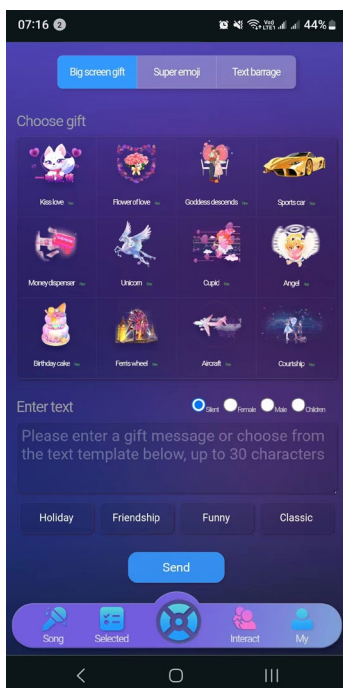 07:16 2 Vo) LTE1 44%
Big screen gift Super emoji Text barrage
Choose gift
Kiss love Flower of love Goddess descends Sports car
Money dispenser Unicorn Cupid Angel
Birthday cake Ferris wheel Aircraft Courtship
Enter text Silent Female Male Children
Please enter a gift message or choose from
the text template below, up to 30 characters
Holiday Friendship Funny Classic
Send
Song Selected Interact My